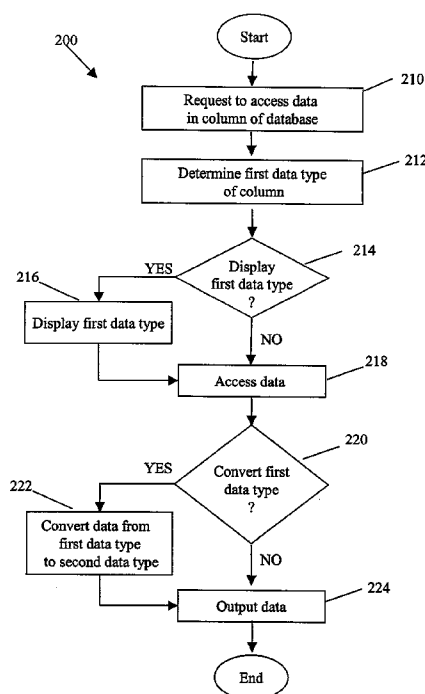 200
Start
210
Request to access data
in column of database
212
Determine first data type
of column
214
216
YES
Display
first data type
?
Display first data type
NO
218
Access data
220
YES
Convert first
data type
?
222
Convert data from
first data type
to second data type
NO
224
Output data
End